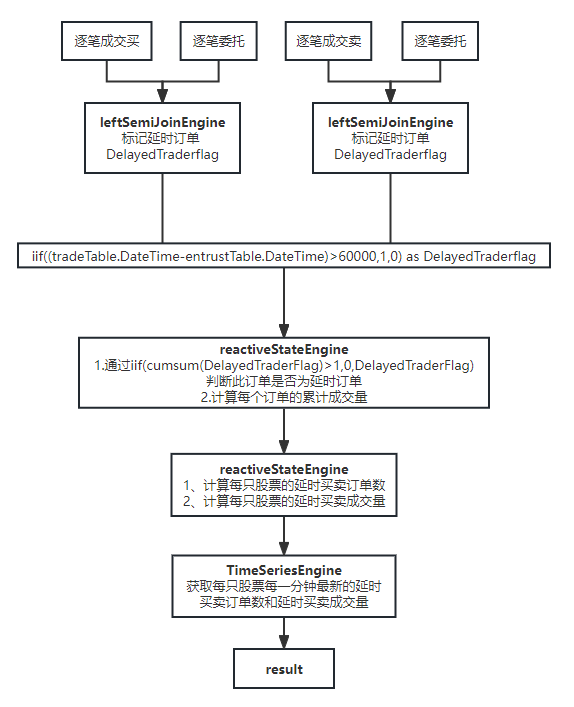 逐笔成交买
逐笔委托
逐笔成交卖
逐笔委托
leftSemiJoinEngine
标记延时订单
DelayedTraderflag
leftSemiJoinEngine
标记延时订单
DelayedTraderflag
iif((tradeTable.DateTime-entrustTable.DateTime)>60000,1,0) as DelayedTraderflag
reactiveStateEngine
1.通过iif(cumsum(DelayedTraderFlag)>1,0,DelayedTraderFlag)
判断此订单是否为延时订单
2.计算每个订单的累计成交量
reactiveStateEngine
1、计算每只股票的延时买卖订单数
2、计算每只股票的延时买卖成交量
TimeSeriesEngine
获取每只股票每一分钟最新的延时
买卖订单数和延时买卖成交量
result